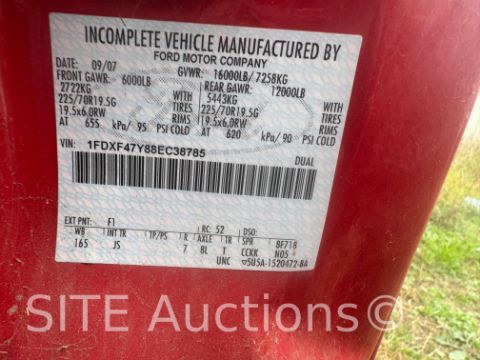 INCOMPLETE VEHICLE MANUFACTURED BY
FORD MOTOR COMPANY
DATE: 09/07 GVWR: 16000LB/ 7258KG
FRONT GAWR: 6000LB REAR GAWR: 12000LB
2722KG WITH 5443KG WITH
225/70R19.5G TIRES 225/70R19.5G TIRES
19.5x6.0RW RIMS 19.5x6.0RW RIMS
AT 655 kPa/ 95 PSI COLD AT 620 kPa/ 90 PSI COLD
VIN: 1FDXF47Y88EC38785 DUAL
EXT PNT: F1 RC: 52 DSO:
WB INT TR TP/PS R AXLE TR SPR 8F718
165 JS 7 BL T CCKK N05
UNC 5U5A-1520472-BA
SITE Auctions.com®